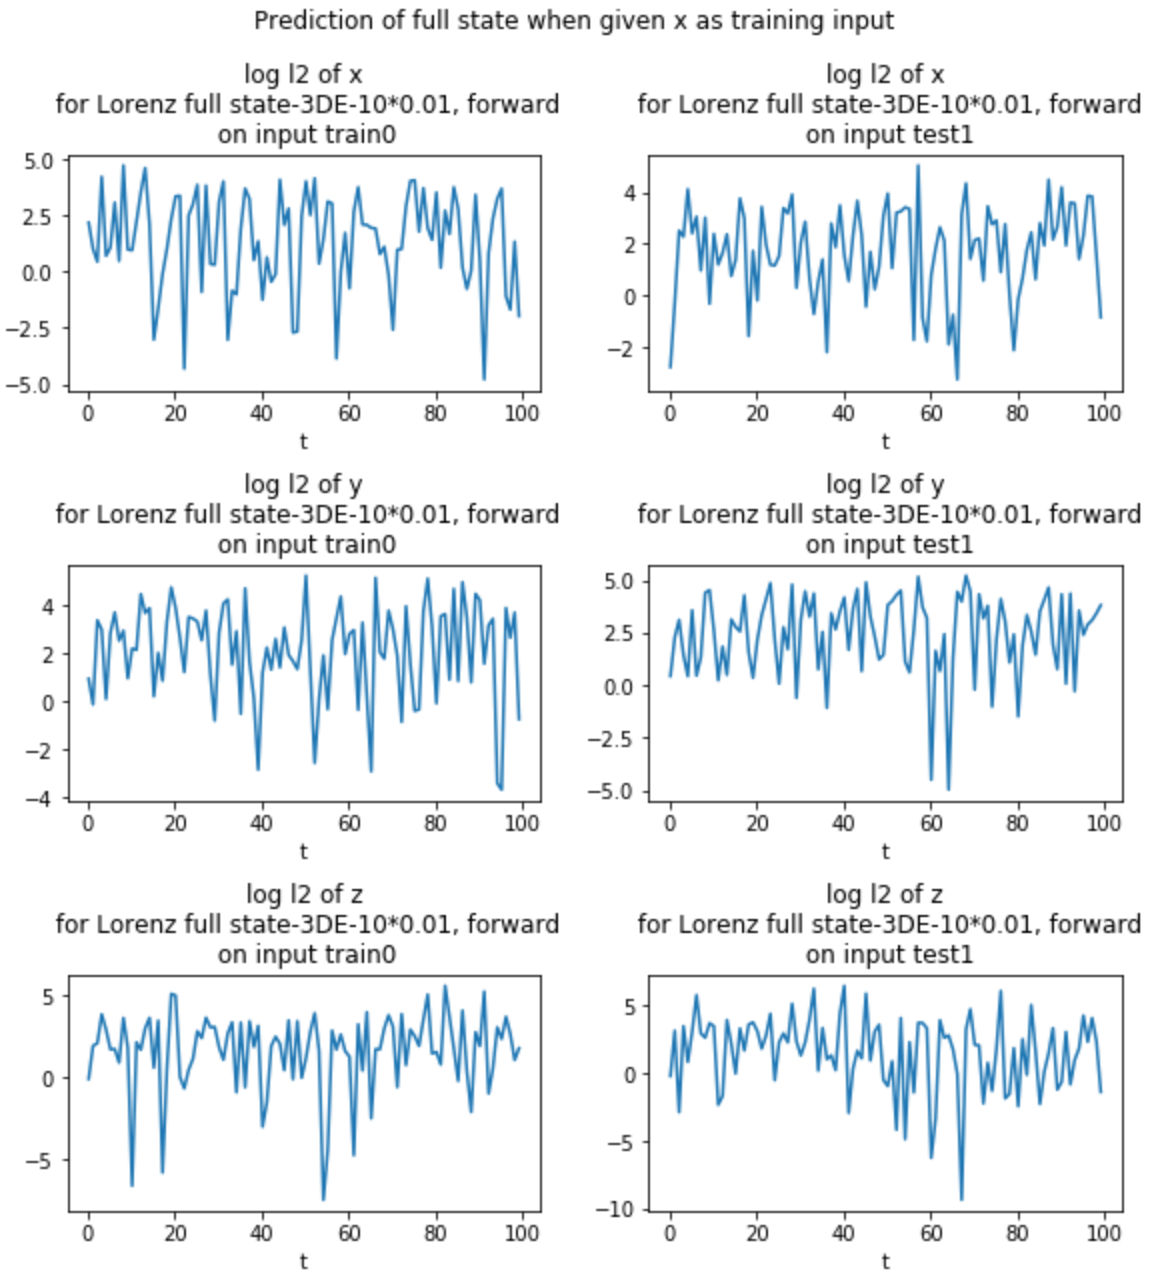 Prediction of full state when given x as training input
log l2 of x
for Lorenz full state-3DE-10*0.01, forward
on input train0
5.0
2.5
0.0
−2.5
−5.0
0 20 40 60 80 100
t
log l2 of x
for Lorenz full state-3DE-10*0.01, forward
on input test1
4
2
0
−2
0 20 40 60 80 100
t
log l2 of y
for Lorenz full state-3DE-10*0.01, forward
on input train0
4
2
0
−2
−4
0 20 40 60 80 100
t
log l2 of y
for Lorenz full state-3DE-10*0.01, forward
on input test1
5.0
2.5
0.0
−2.5
−5.0
0 20 40 60 80 100
t
log l2 of z
for Lorenz full state-3DE-10*0.01, forward
on input train0
5
0
−5
0 20 40 60 80 100
t
log l2 of z
for Lorenz full state-3DE-10*0.01, forward
on input test1
5
0
−5
−10
0 20 40 60 80 100
t